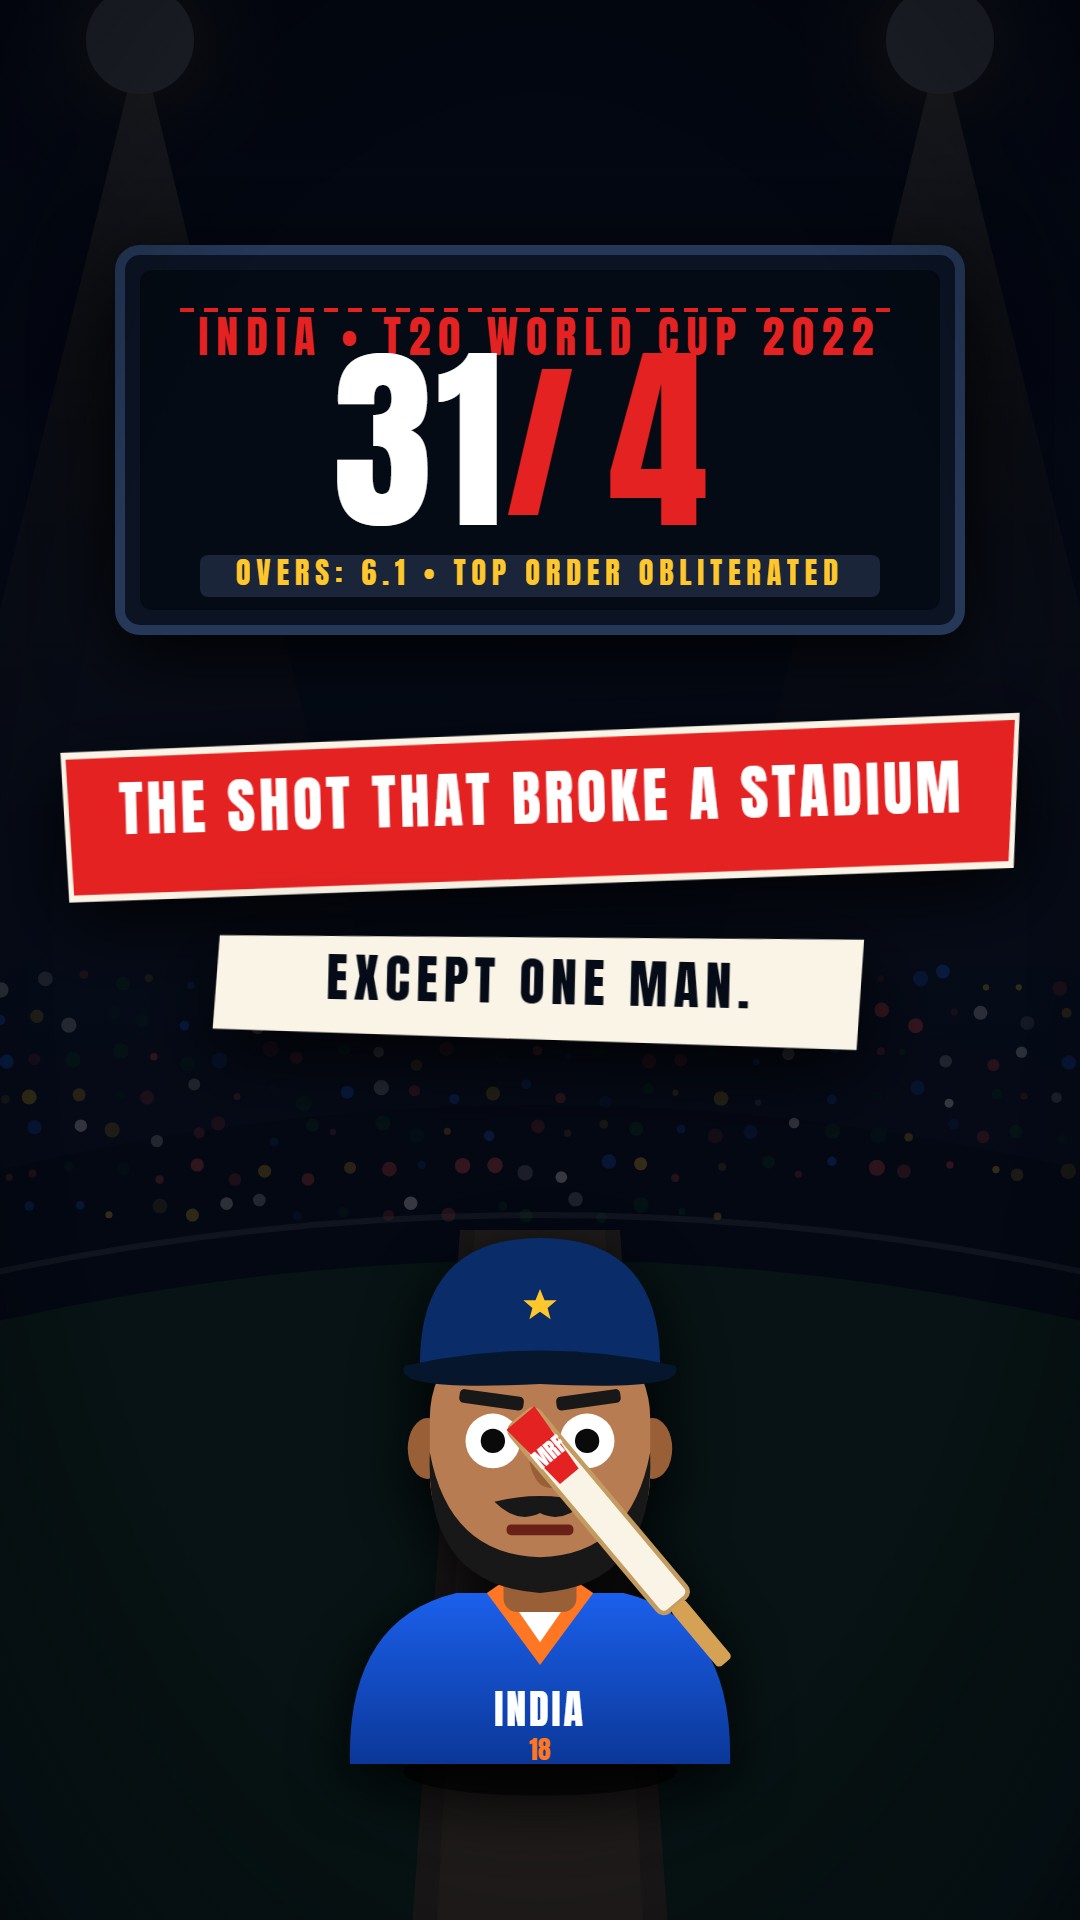 INDIA • T20 WORLD CUP 2022
31/4
OVERS: 6.1 • TOP ORDER OBLITERATED
THE SHOT THAT BROKE A STADIUM
EXCEPT ONE MAN.
MRF
INDIA
18